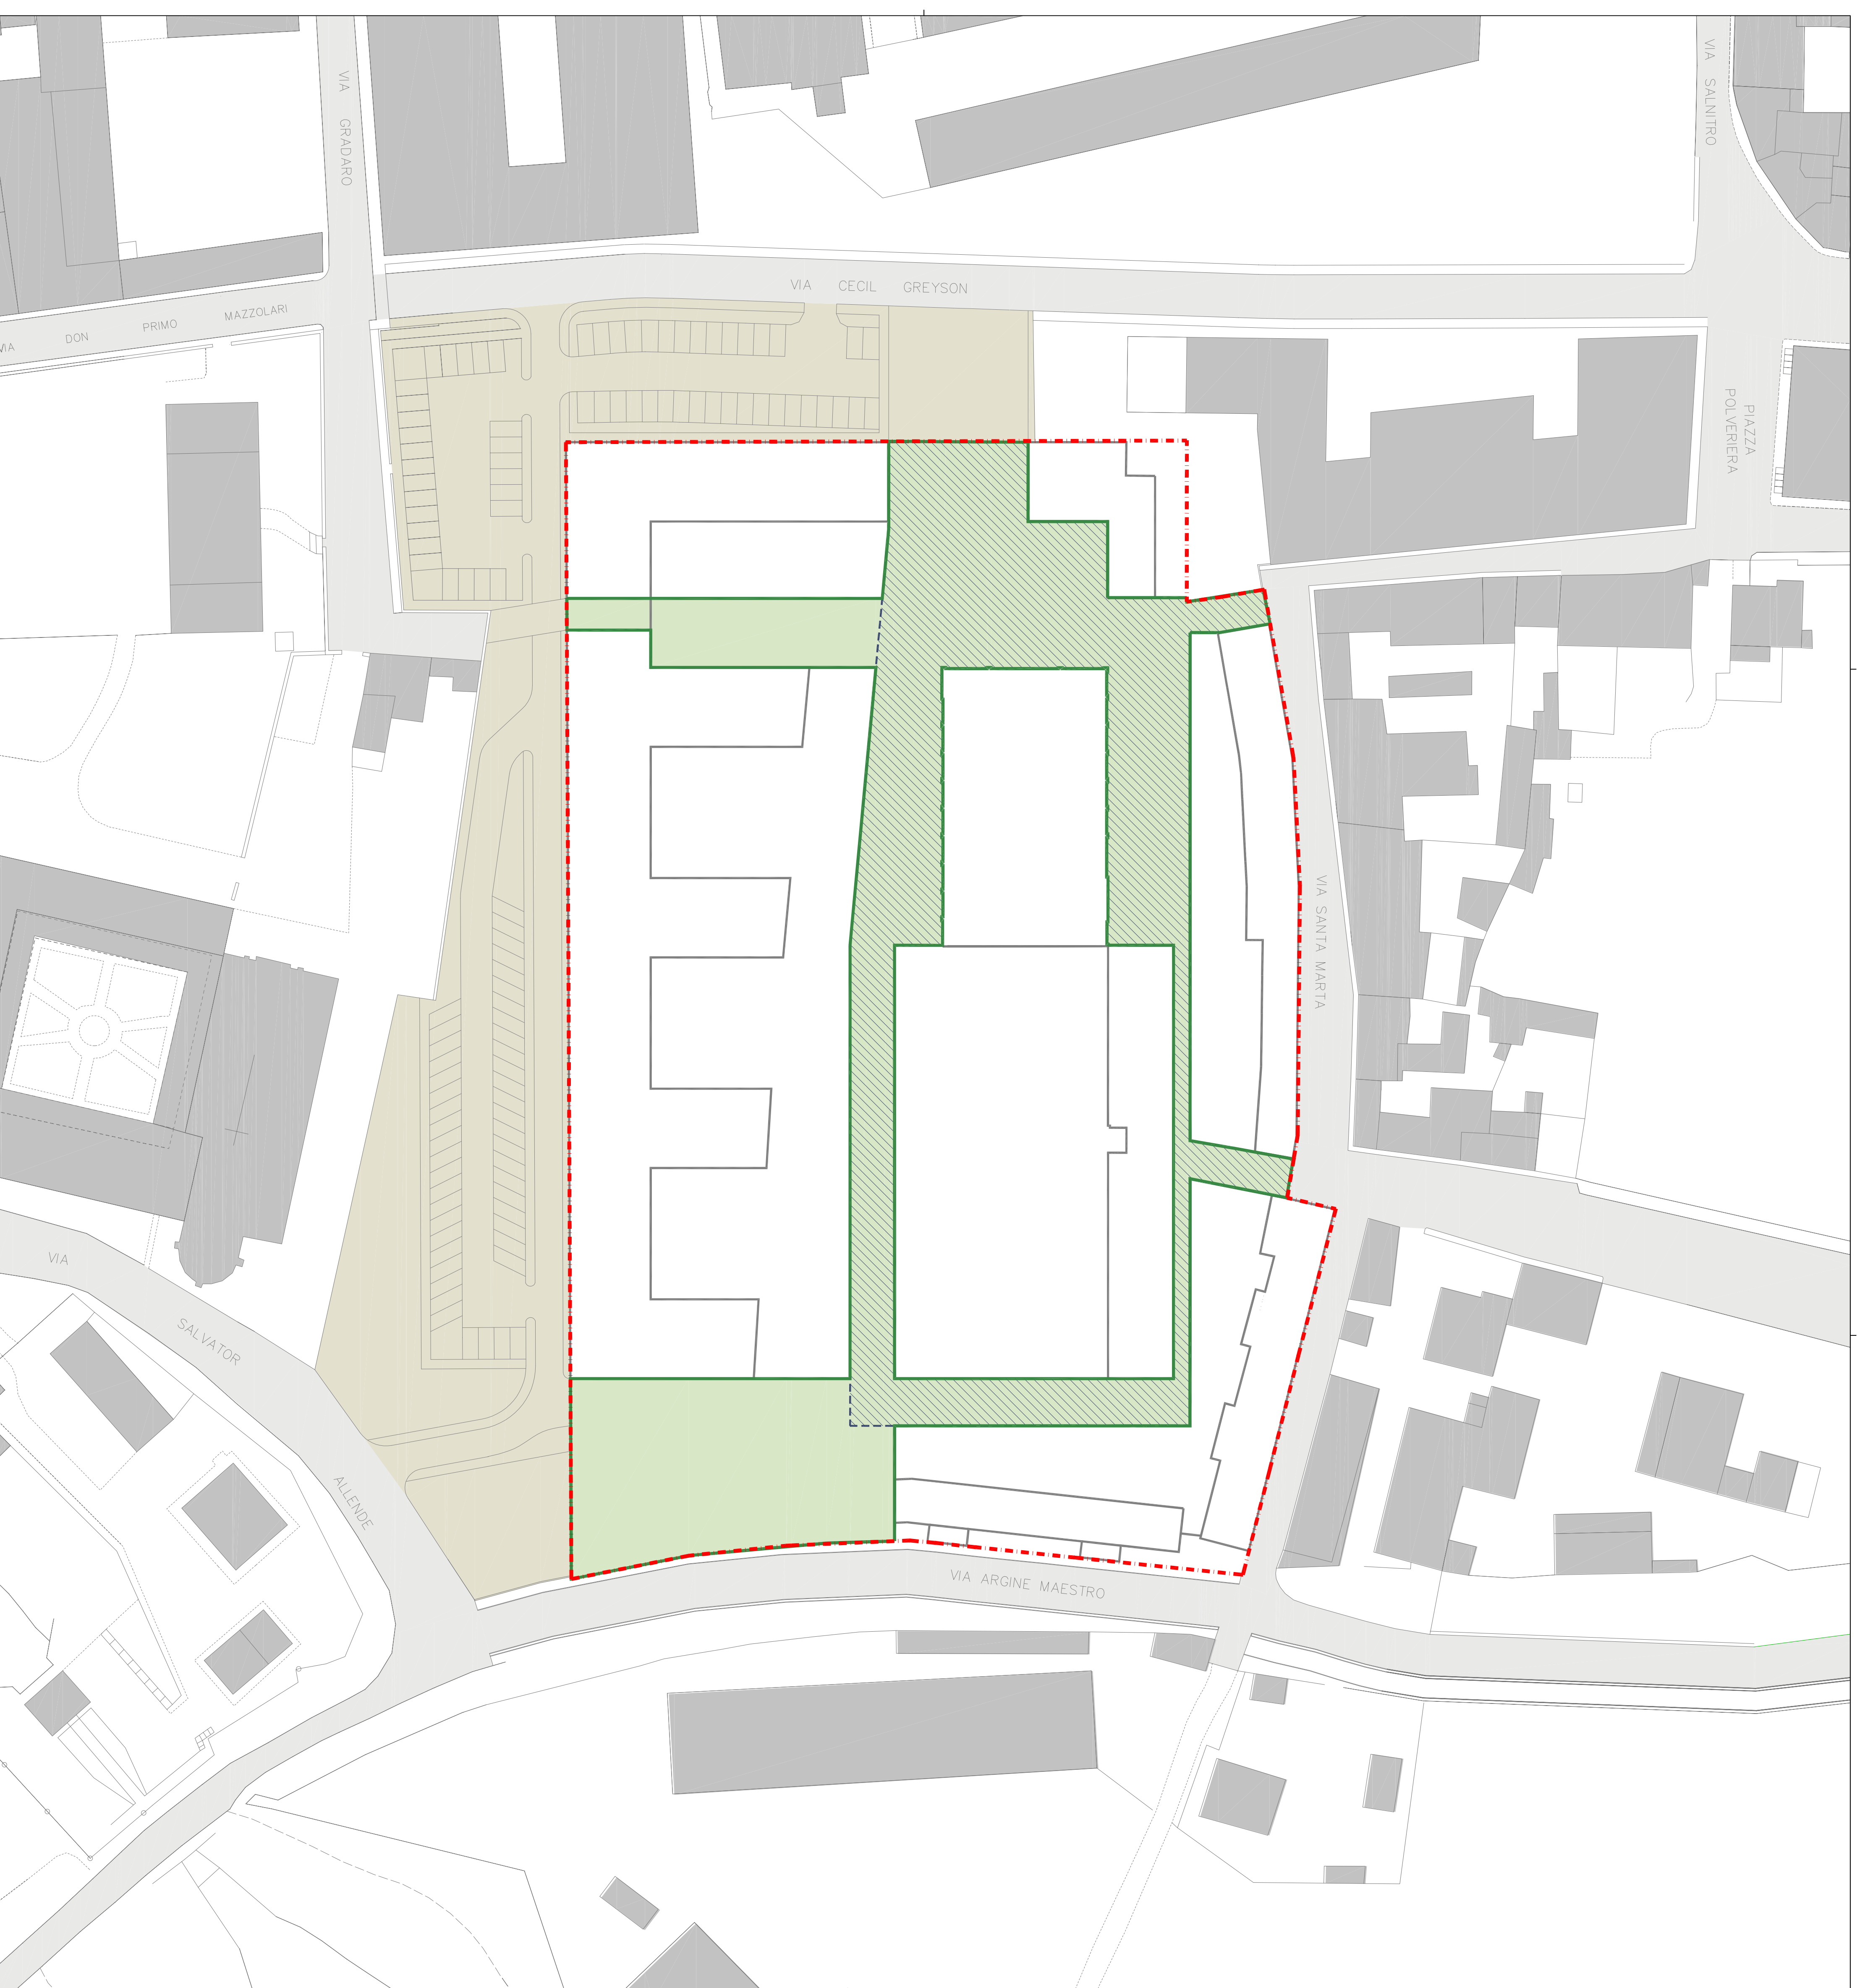 VIA GRADARO
VIA SALNITRO
VIA CECIL GREYSON
VIA DON PRIMO MAZZOLARI
PIAZZA
POLVERIERA
VIA SANTA MARTA
VIA SALVATOR ALLENDE
VIA ARGINE MAESTRO